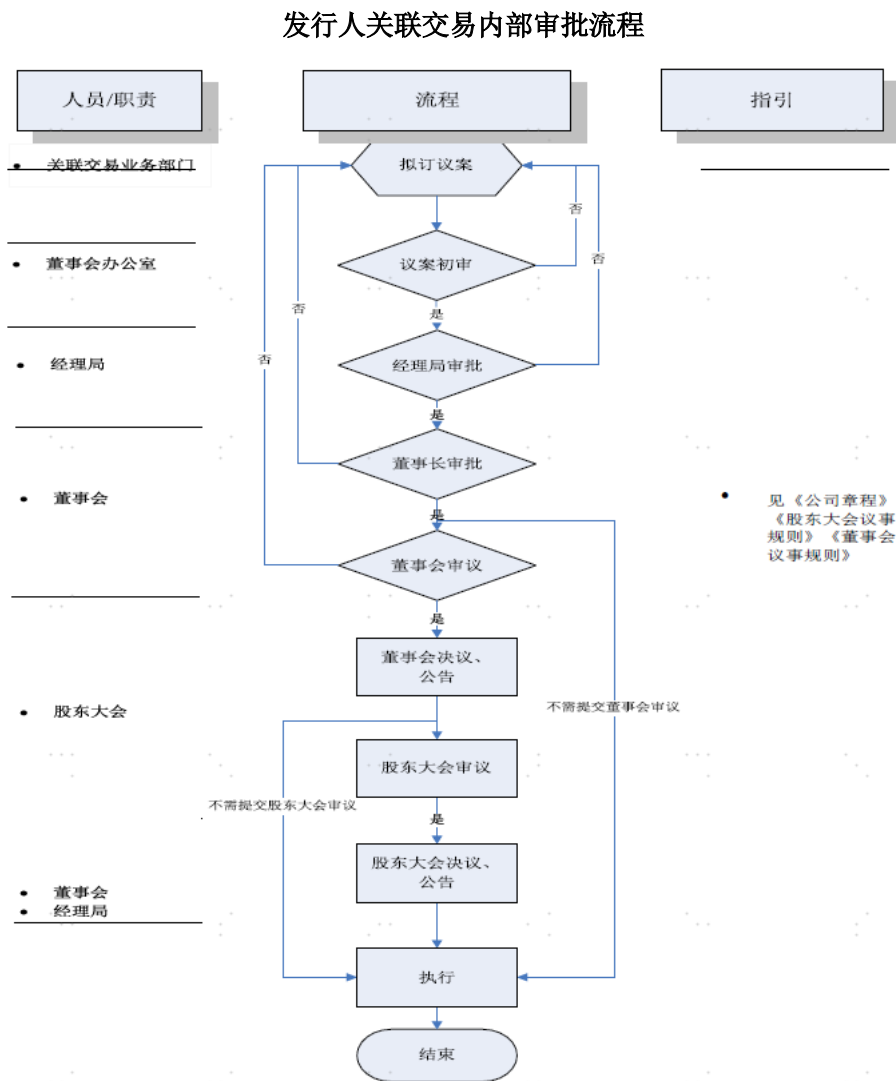 发行人关联交易内部审批流程
人员/职责
流程
指引
• 关联交易业务部门
拟订议案
否
• 董事会办公室
议案初审
否
是
否
• 经理局
经理局审批
否
是
董事长审批
• 董事会
是
• 见《公司章程》
《股东大会议事
规则》《董事会
议事规则》
董事会审议
是
董事会决议、
公告
不需提交董事会审议
• 股东大会
股东大会审议
不需提交股东大会审议
是
股东大会决议、
公告
• 董事会
• 经理局
执行
结束